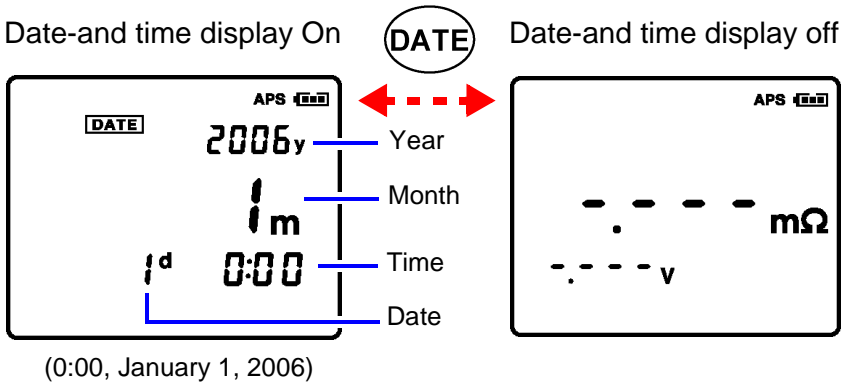 Date-and time display On
DATE
Date-and time display off
APS
DATE
2006y
Year
1m
Month
1d 0:00
Time
Date
(0:00, January 1, 2006)
APS
-.--- mΩ
-.--- v